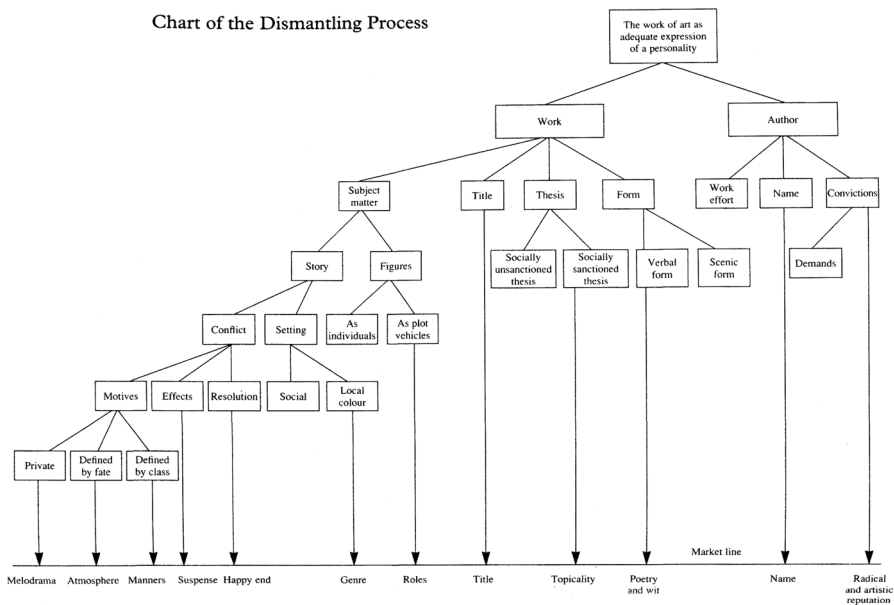 Chart of the Dismantling Process
The work of art as
adequate expression
of a personality
Work
Author
Subject
matter
Title
Thesis
Form
Work
effort
Name
Convictions
Story
Figures
Socially
unsanctioned
thesis
Socially
sanctioned
thesis
Verbal
form
Scenic
form
Demands
Conflict
Setting
As
individuals
As plot
vehicles
Motives
Effects
Resolution
Social
Local
colour
Private
Defined
by fate
Defined
by class
Market line
Melodrama
Atmosphere
Manners
Suspense
Happy end
Genre
Roles
Title
Topicality
Poetry
and wit
Name
Radical
and artistic
reputation